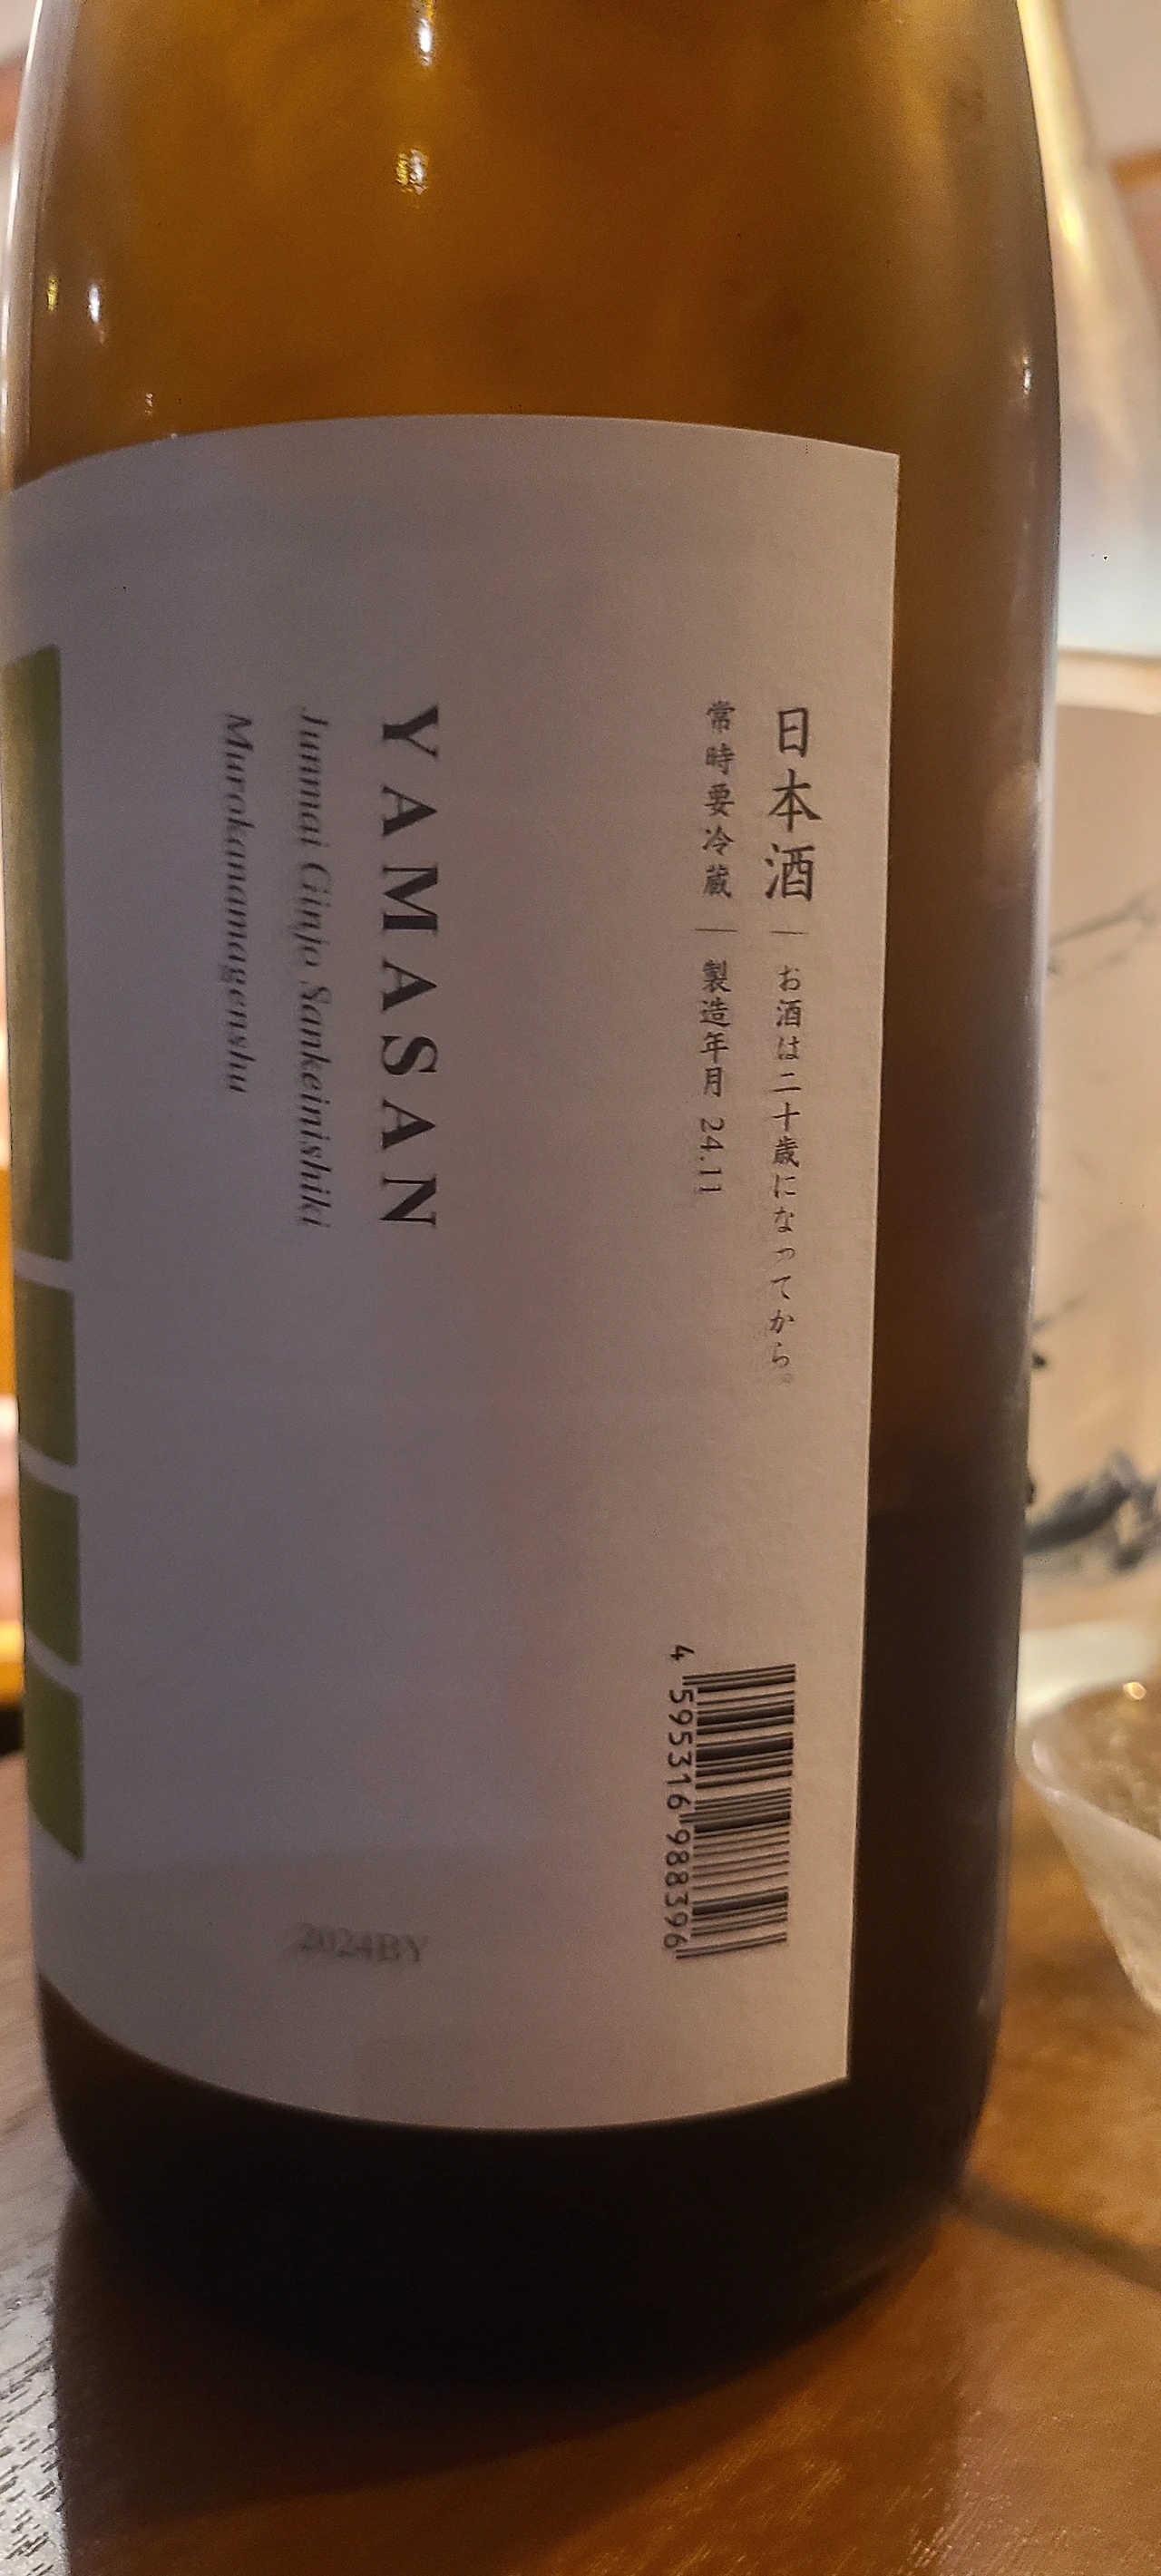 日本酒 お酒は二十歳になってから。
常時要冷蔵 製造年月 24.11
YAMASAN
Junmai Ginjo Sankeinishiki
Murokanamagenshu
4 595316 988396
2024BY